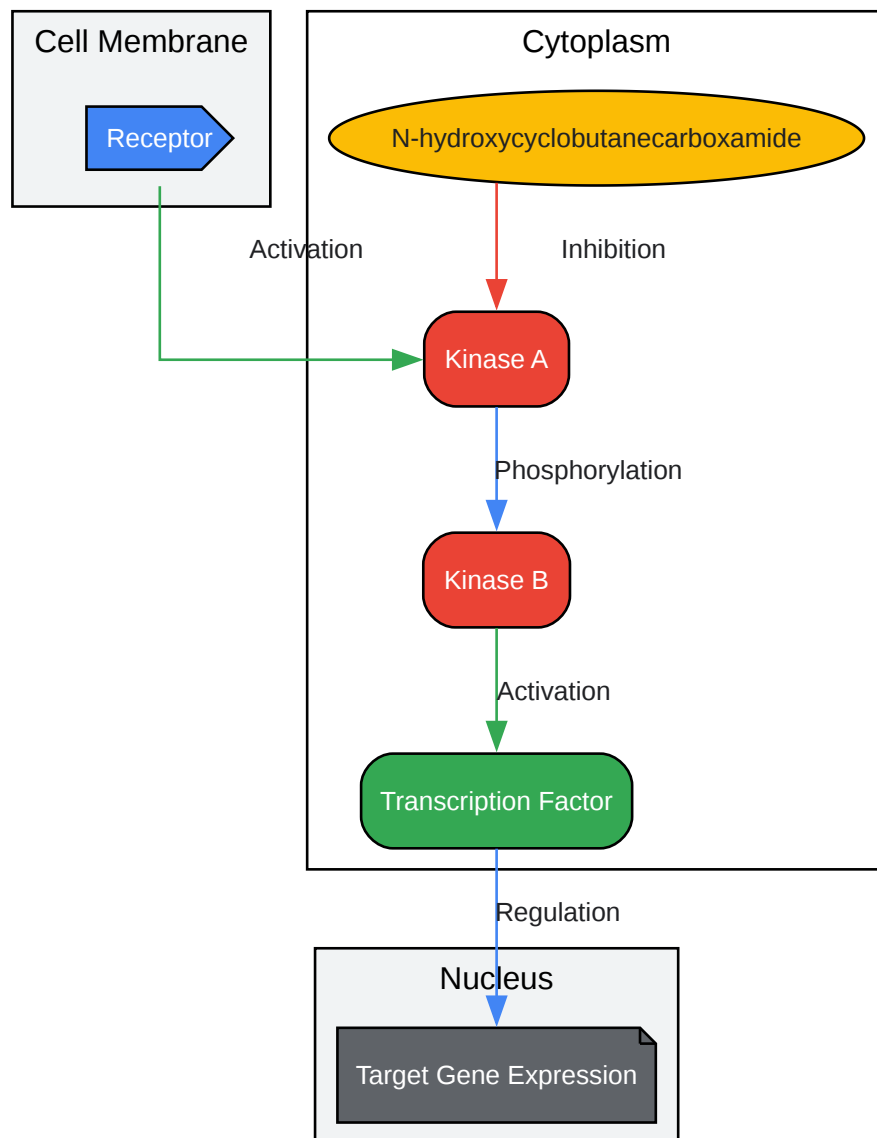 Cell Membrane
Cytoplasm
Receptor
N-hydroxycyclobutanecarboxamide
Activation
Inhibition
Kinase A
Phosphorylation
Kinase B
Activation
Transcription Factor
Regulation
Nucleus
Target Gene Expression